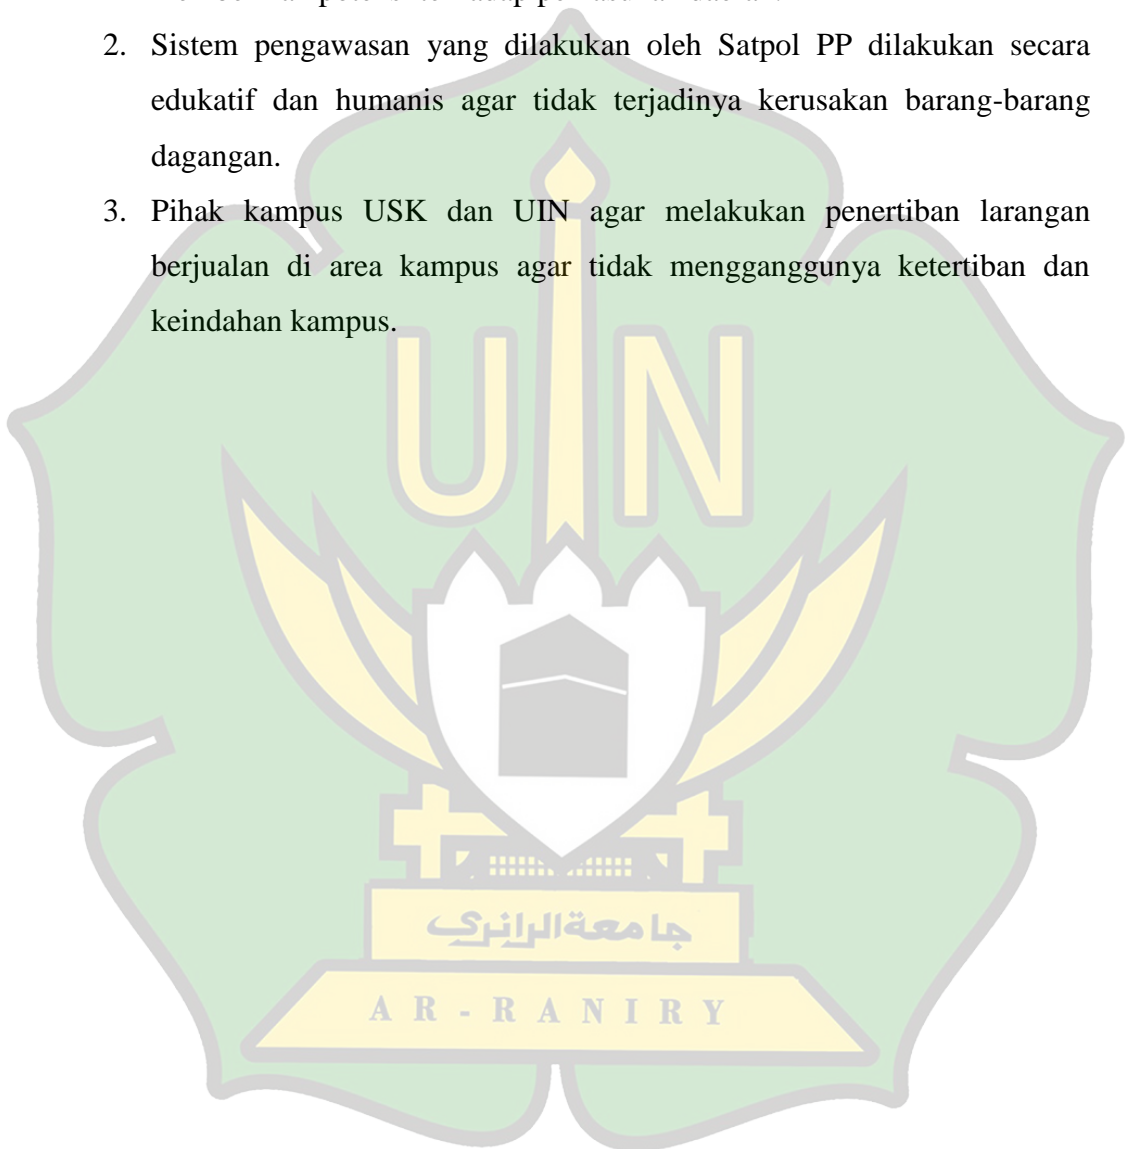 2. Sistem pengawasan yang dilakukan oleh Satpol PP dilakukan secara
edukatif dan humanis agar tidak terjadinya kerusakan barang-barang
dagangan.
3. Pihak kampus USK dan UIN agar melakukan penertiban larangan
berjualan di area kampus agar tidak mengganggunya ketertiban dan
keindahan kampus.
UIN
جامعة الرانري
AR-RANIRY